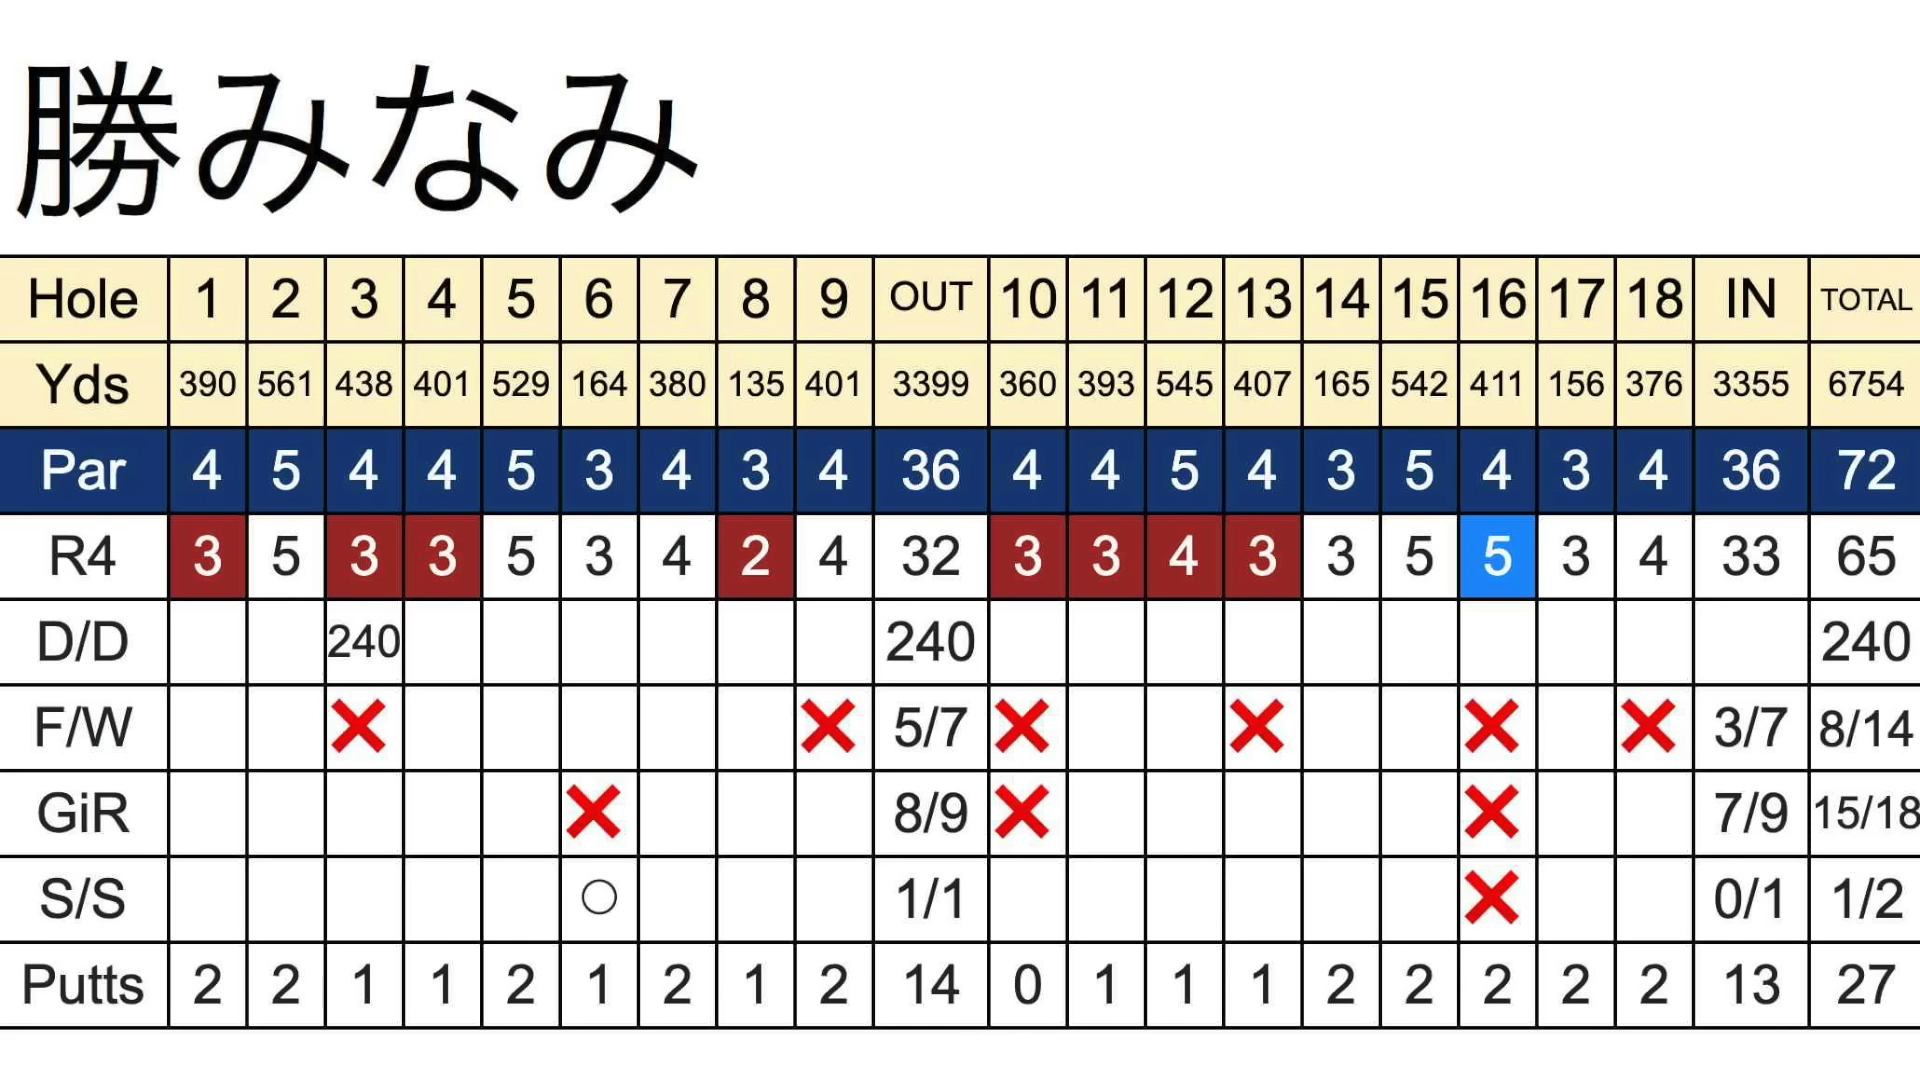 勝みなみ
Hole 1 2 3 4 5 6 7 8 9 OUT 10 11 12 13 14 15 16 17 18 IN TOTAL
Yds 390 561 438 401 529 164 380 135 401 3399 360 393 545 407 165 542 411 156 376 3355 6754
Par 4 5 4 4 5 3 4 3 4 36 4 4 5 4 3 5 4 3 4 36 72
R4 3 5 3 3 5 3 4 2 4 32 3 3 4 3 3 5 5 3 4 33 65
D/D 240 240 240
F/W ❌ ❌ 5/7 ❌ ❌ ❌ ❌ 3/7 8/14
GiR ❌ 8/9 ❌ ❌ 7/9 15/18
S/S ○ 1/1 ❌ 0/1 1/2
Putts 2 2 1 1 2 1 2 1 2 14 0 1 1 1 2 2 2 2 2 13 27